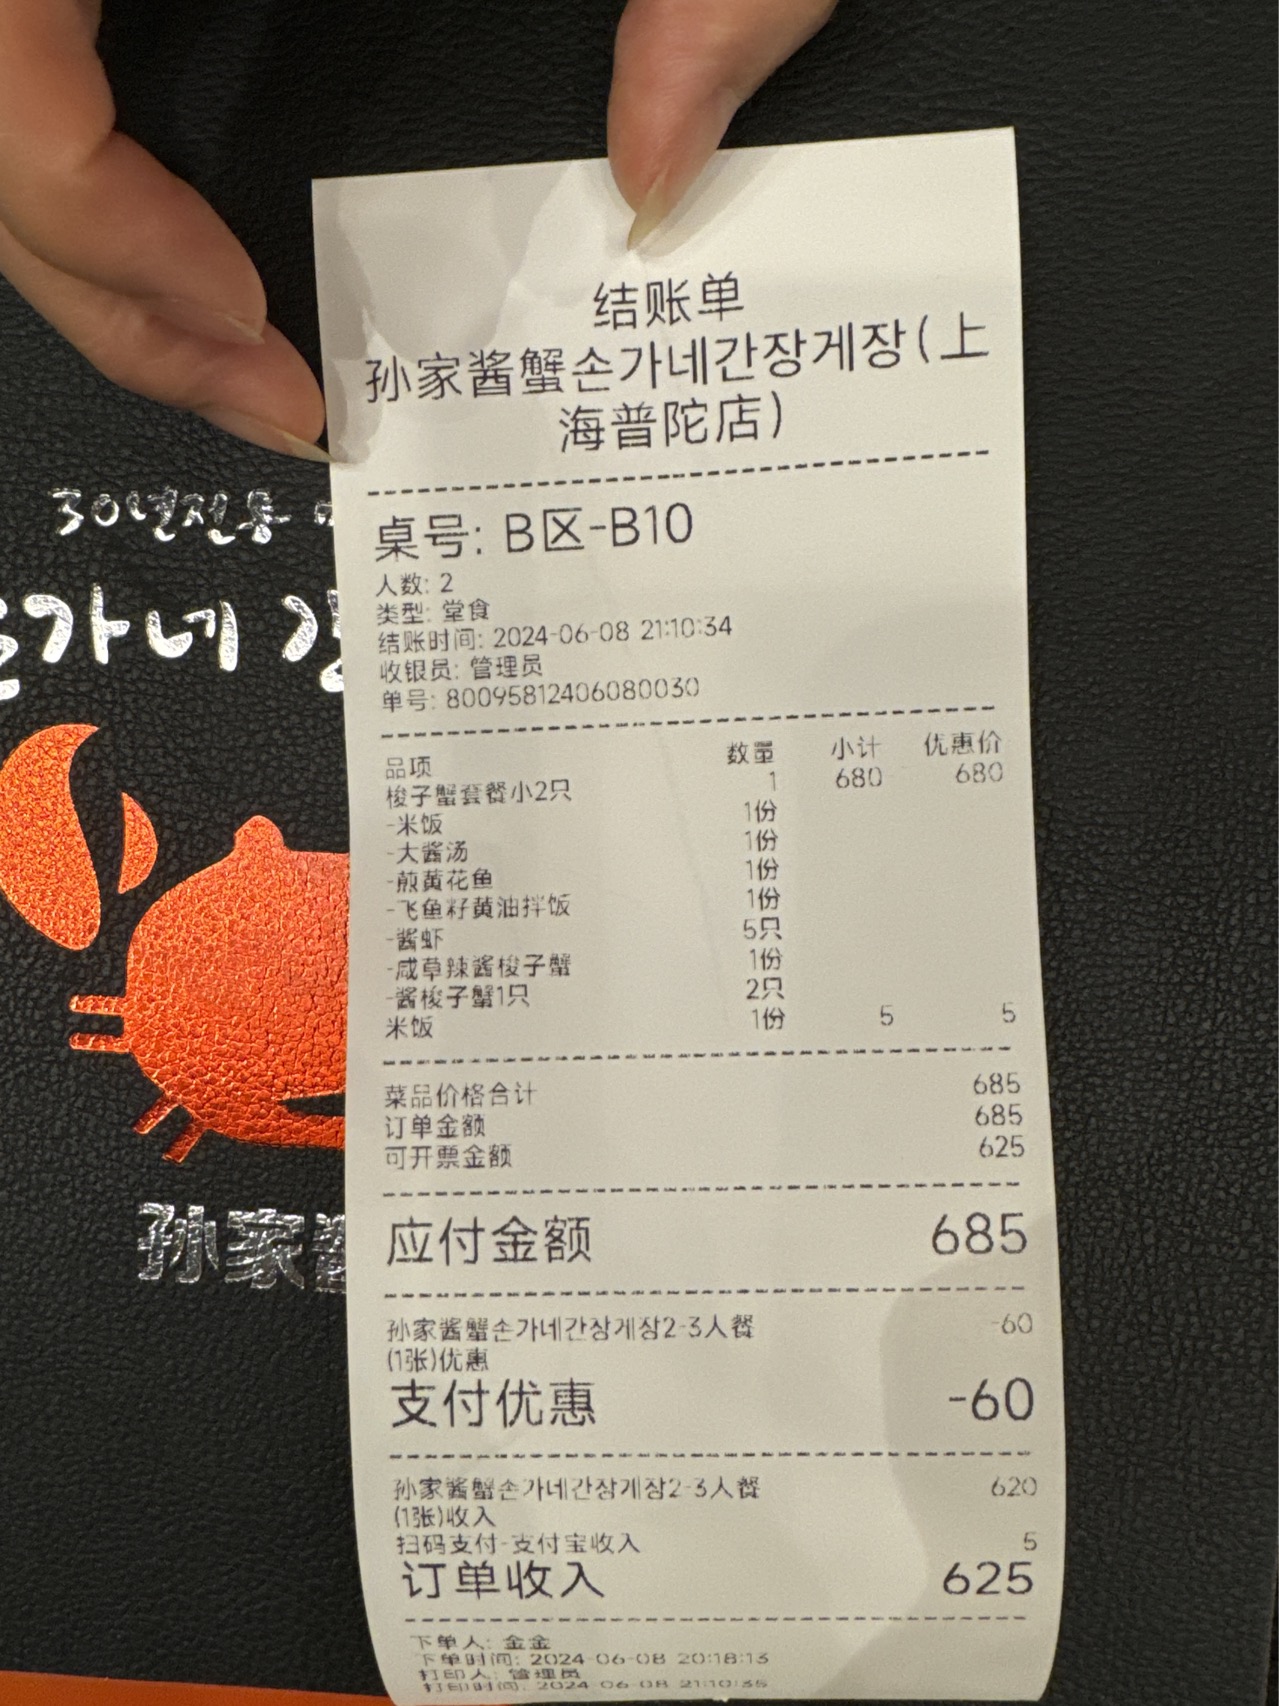 结账单
孙家酱蟹손가네간장게장(上
海普陀店)
桌号: B区-B10
人数: 2
类型: 堂食
结账时间: 2024-06-08 21:10:34
收银员: 管理员
单号: 80095812406080030
品项 数量 小计 优惠价
梭子蟹套餐小2只 1 680 680
-米饭 1份
-大酱汤 1份
-煎黄花鱼 1份
-飞鱼籽黄油拌饭 1份
-酱虾 5只
-咸草辣酱梭子蟹 1份
-酱梭子蟹1只 2只
米饭 1份 5 5
菜品价格合计 685
订单金额 685
可开票金额 625
应付金额 685
孙家酱蟹손가네간장게장2-3人餐 -60
(1张)优惠
支付优惠 -60
孙家酱蟹손가네간장게장2-3人餐 620
(1张)收入
扫码支付-支付宝收入 5
订单收入 625
下单人: 金金
下单时间: 2024-06-08 20:18:13
打印人: 管理员
打印时间: 2024-06-08 21:10:35
30년전통
가네
孙家